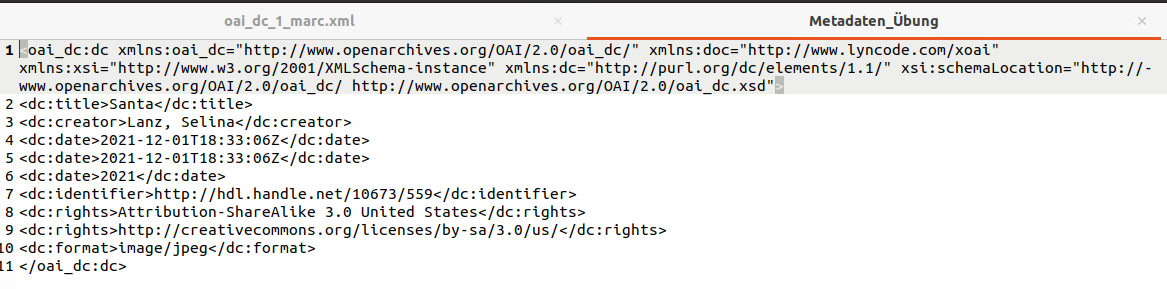 oai_dc_1_marc.xml × Metadaten_Übung ×
1 <oai_dc:dc xmlns:oai_dc="http://www.openarchives.org/OAI/2.0/oai_dc/" xmlns:doc="http://www.lyncode.com/xoai"
xmlns:xsi="http://www.w3.org/2001/XMLSchema-instance" xmlns:dc="http://purl.org/dc/elements/1.1/" xsi:schemaLocation="http://-
www.openarchives.org/OAI/2.0/oai_dc/ http://www.openarchives.org/OAI/2.0/oai_dc.xsd">
2 <dc:title>Santa</dc:title>
3 <dc:creator>Lanz, Selina</dc:creator>
4 <dc:date>2021-12-01T18:33:06Z</dc:date>
5 <dc:date>2021-12-01T18:33:06Z</dc:date>
6 <dc:date>2021</dc:date>
7 <dc:identifier>http://hdl.handle.net/10673/559</dc:identifier>
8 <dc:rights>Attribution-ShareAlike 3.0 United States</dc:rights>
9 <dc:rights>http://creativecommons.org/licenses/by-sa/3.0/us/</dc:rights>
10 <dc:format>image/jpeg</dc:format>
11 </oai_dc:dc>